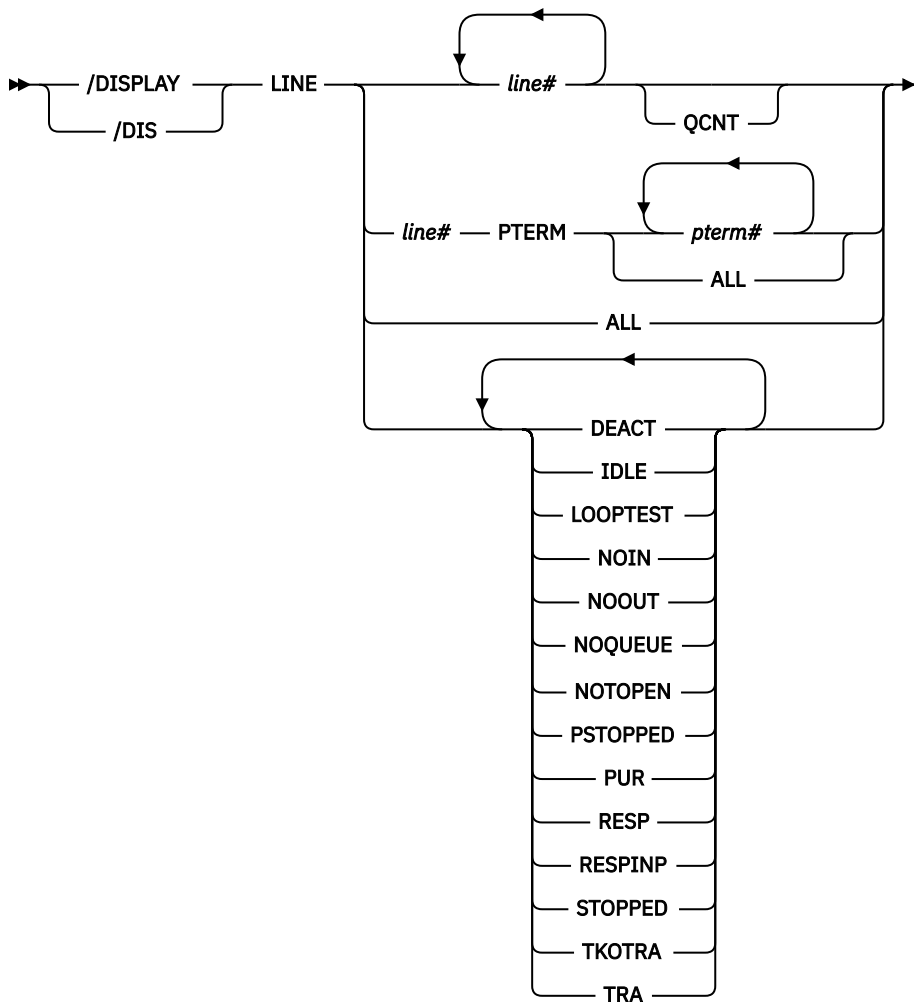 /DISPLAY LINE line#
/DIS QCNT
line# PTERM pterm#
ALL
ALL
DEACT
IDLE
LOOPTEST
NOIN
NOOUT
NOQUEUE
NOTOPEN
PSTOPPED
PUR
RESP
RESPINP
STOPPED
TKOTRA
TRA